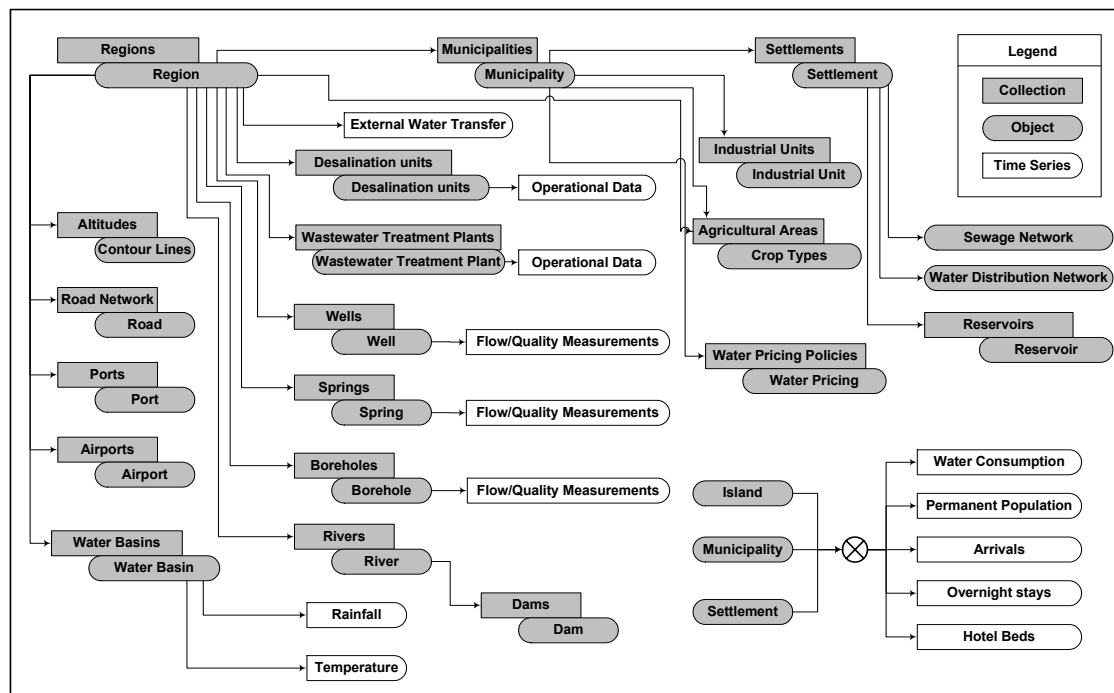 Regions
Region
Municipalities
Municipality
Settlements
Settlement
Legend
Collection
Object
Time Series
External Water Transfer
Desalination units
Desalination units
Operational Data
Industrial Units
Industrial Unit
Altitudes
Contour Lines
Wastewater Treatment Plants
Wastewater Treatment Plant
Operational Data
Agricultural Areas
Crop Types
Sewage Network
Water Distribution Network
Road Network
Road
Wells
Well
Flow/Quality Measurements
Reservoirs
Reservoir
Water Pricing Policies
Water Pricing
Ports
Port
Springs
Spring
Flow/Quality Measurements
Airports
Airport
Boreholes
Borehole
Flow/Quality Measurements
Water Basins
Water Basin
Rivers
River
Rainfall
Temperature
Dams
Dam
Island
Municipality
Settlement
Water Consumption
Permanent Population
Arrivals
Overnight stays
Hotel Beds